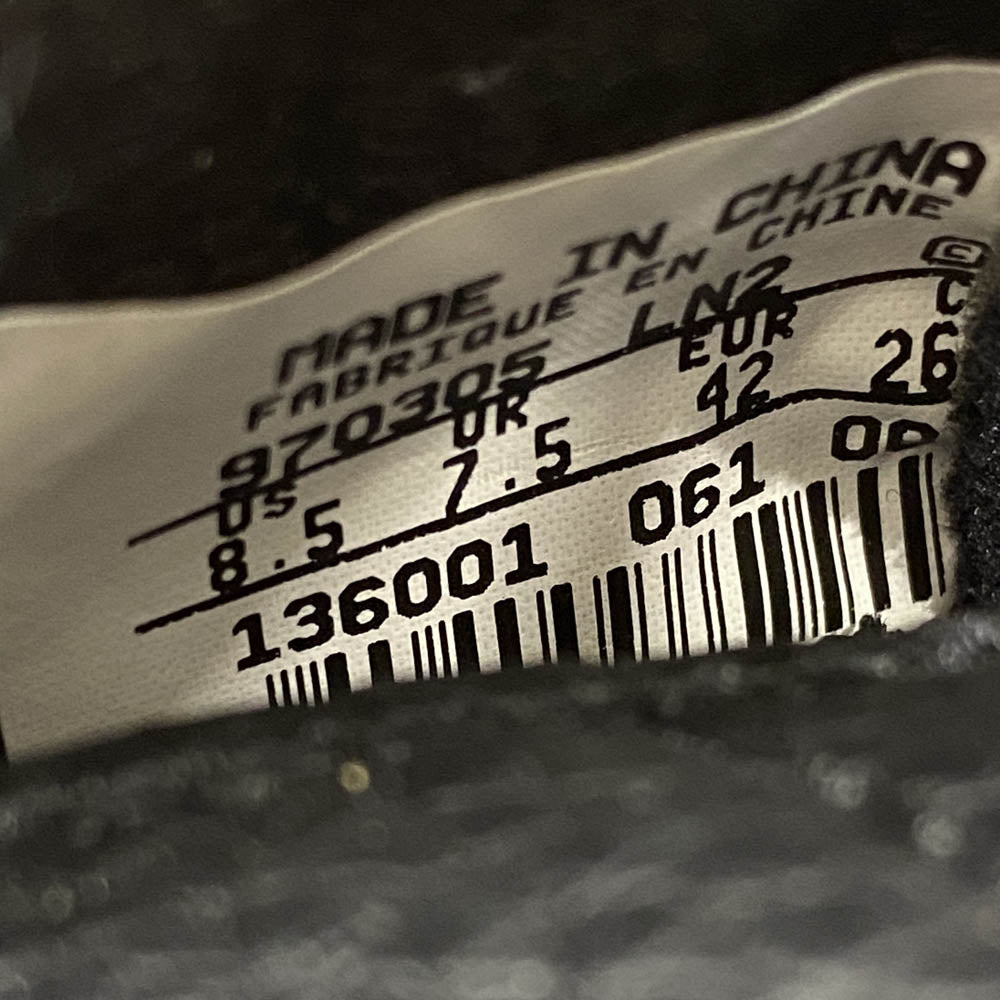 MADE IN CHINA
FABRIQUE EN CHINE
970305 LN2 C
US UK EUR C
8.5 7.5 42 26
136001 061